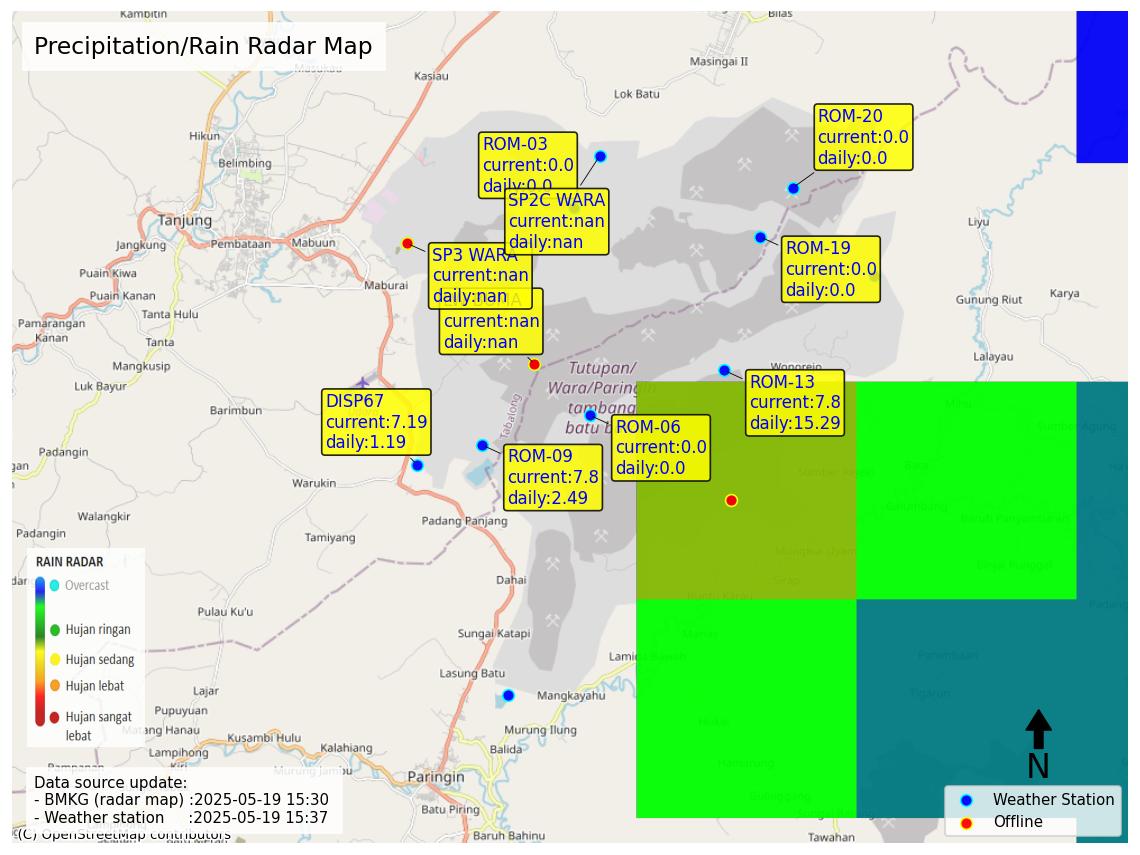 Kambitin
Bilas
Precipitation/Rain Radar Map
Masingai II
Masukau
Kasiau
Lok Batu
Hikun
Belimbing
ROM-03
current:0.0
daily:0.0
ROM-20
current:0.0
daily:0.0
SP2C WARA
current:nan
daily:nan
Tanjung
Jangkung
Pembataan
Mabuun
Liyu
SP3 WARA
current:nan
daily:nan
ROM-19
current:0.0
daily:0.0
Puain Kiwa
Maburai
Puain Kanan
Tanta Hulu
Gunung Riut
Karya
current:nan
daily:nan
Pamarangan
Kanan
Tanta
Mangkusip
Lalayau
Wonorejo
Luk Bayur
Tutupan/
Wara/Paringin
tambang
batu b
ROM-13
current:7.8
daily:15.29
DISP67
current:7.19
daily:1.19
Barimbun
Tabalong
ROM-06
current:0.0
daily:0.0
Padangin
ROM-09
current:7.8
daily:2.49
Warukin
Walangkir
Padangin
Padang Panjang
Tamiyang
RAIN RADAR
Overcast
Hujan ringan
Hujan sedang
Hujan lebat
Hujan sangat
lebat
Dahai
Pulau Ku'u
Sungai Katapi
Lasung Batu
Lajar
Mangkayahu
Pupuyuan
Matang Hanau
Murung Ilung
Kusambi Hulu
Lampihong
Kalahiang
Balida
Murung Jambu
Paringin
Batu Piring
Baruh Bahinu
Tawahan
N
Data source update:
- BMKG (radar map) :2025-05-19 15:30
- Weather station :2025-05-19 15:37
(C) OpenStreetMap contributors
Weather Station
Offline